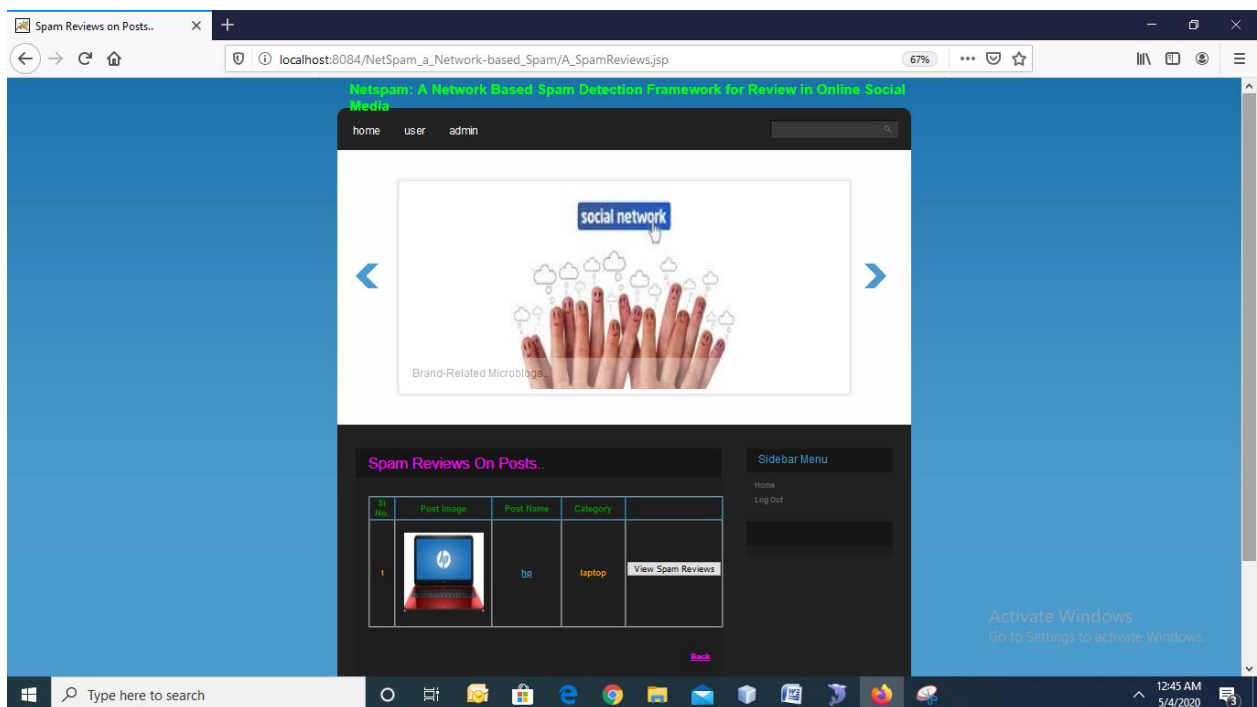 Spam Reviews on Posts..
localhost:8084/NetSpam_a_Network-based_Spam/A_SpamReviews.jsp
67%
Netspam: A Network Based Spam Detection Framework for Review in Online Social
Media
home user admin
social network
Brand-Related Microblogs..
Spam Reviews On Posts..
Sidebar Menu
Home
Log Out
Si
No.
Post Image Post Name Category
hp
1 hp laptop View Spam Reviews
Back
Activate Windows
Go to Settings to activate Windows.
Type here to search
12:45 AM
5/4/2020
3